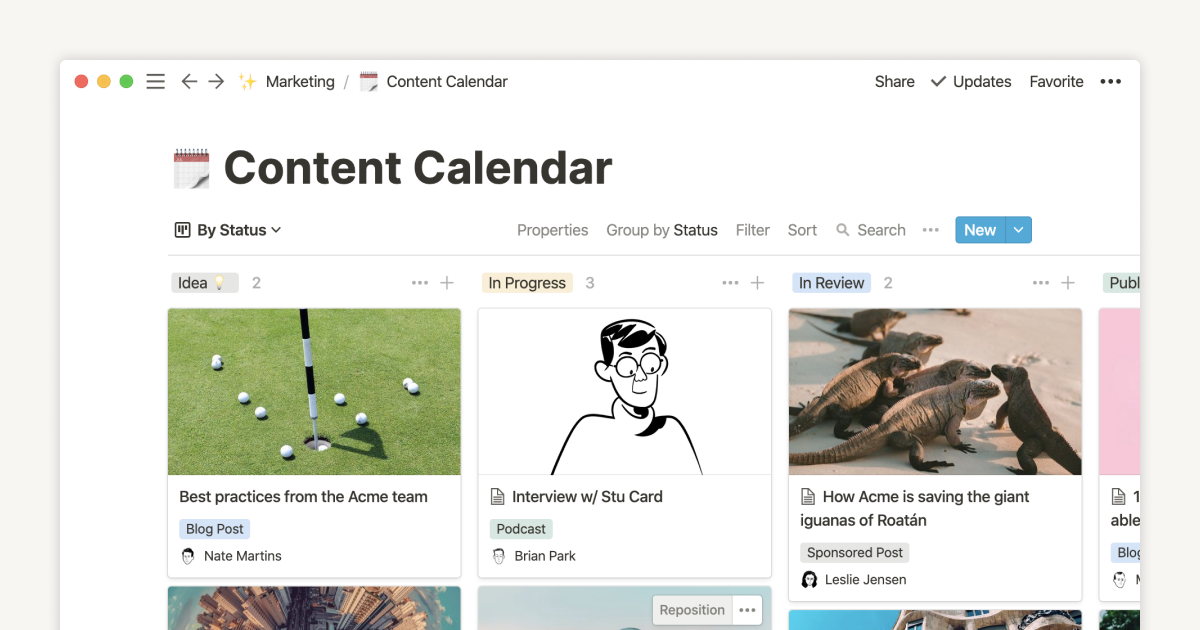 Marketing / Content Calendar
Share Updates Favorite
Content Calendar
By Status
Properties Group by Status Filter Sort Search New
Idea 2
In Progress 3
In Review 2
Best practices from the Acme team
Blog Post
Nate Martins
Interview w/ Stu Card
Podcast
Brian Park
Reposition
How Acme is saving the giant
iguanas of Roatán
Sponsored Post
Leslie Jensen
1
able